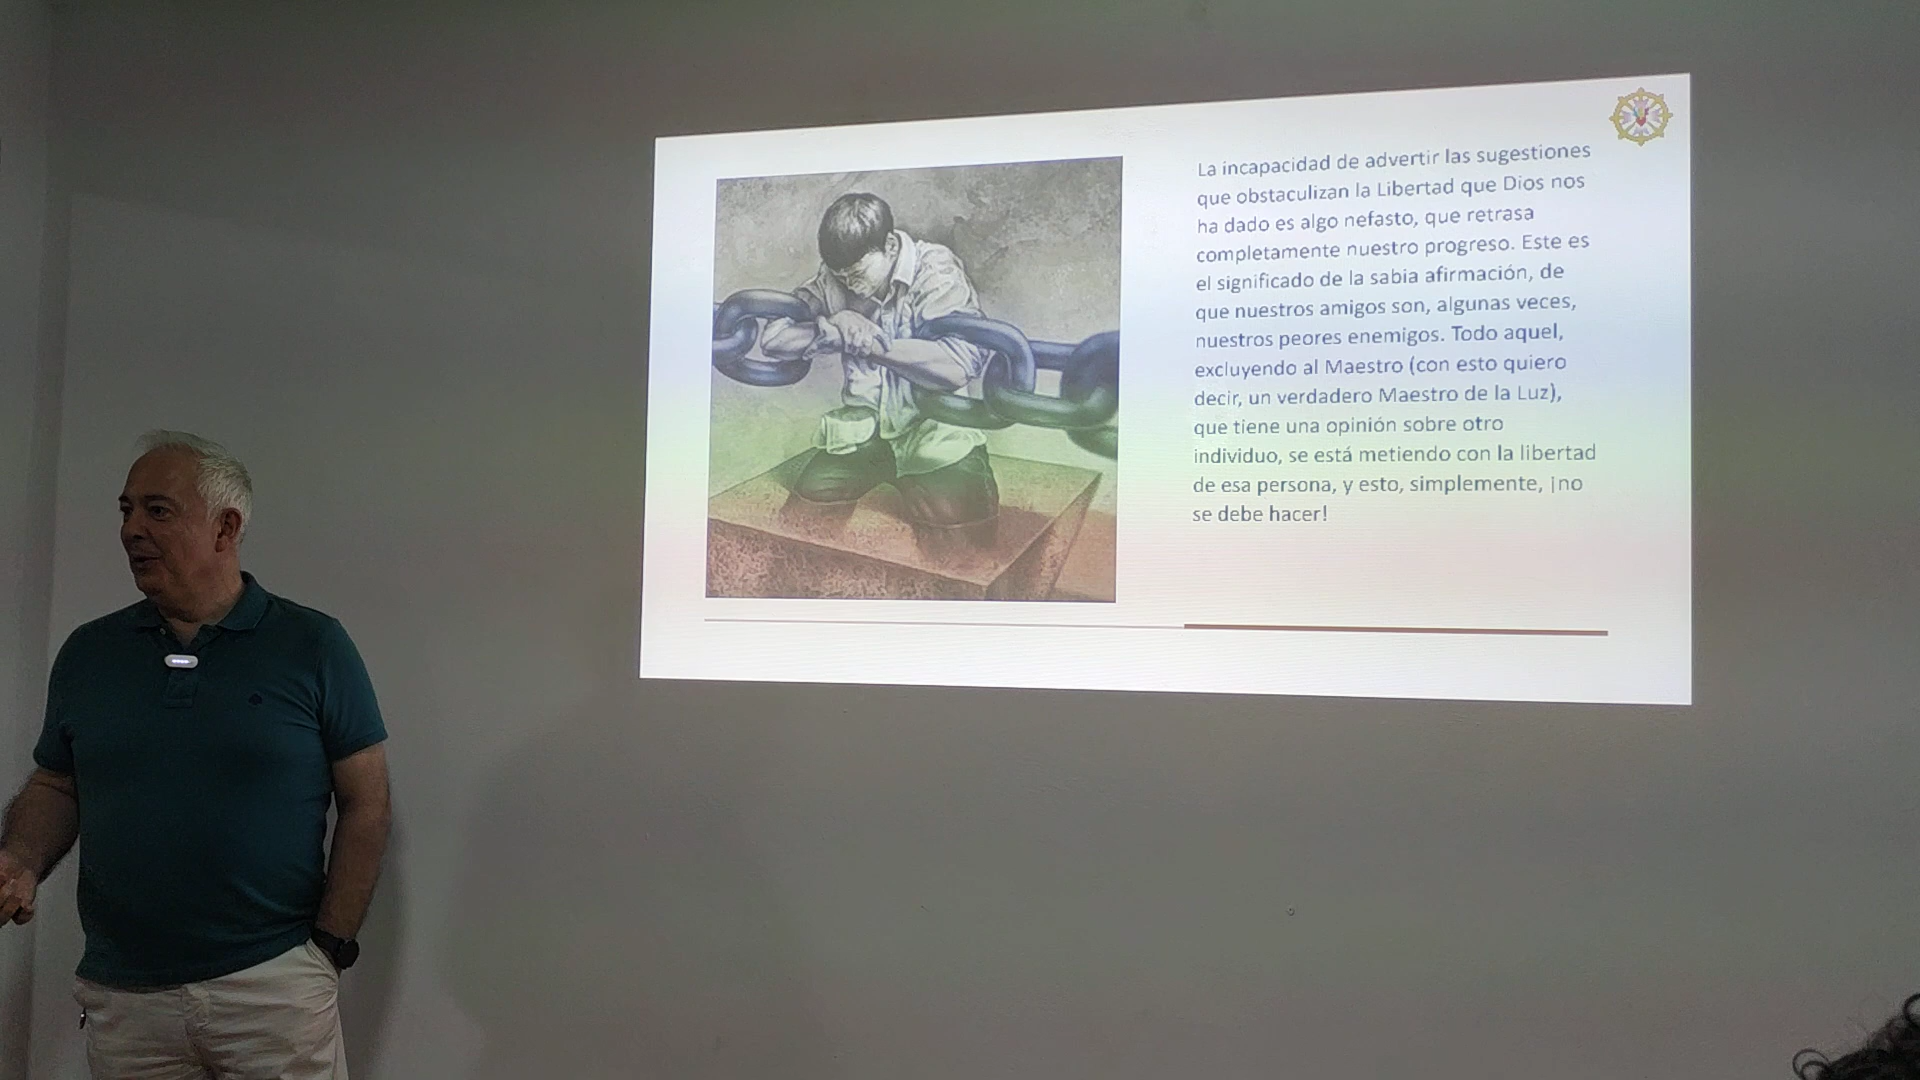 La incapacidad de advertir las sugestiones
que obstaculizan la Libertad que Dios nos
ha dado es algo nefasto, que retrasa
completamente nuestro progreso. Este es
el significado de la sabia afirmación, de
que nuestros amigos son, algunas veces,
nuestros peores enemigos. Todo aquel,
excluyendo al Maestro (con esto quiero
decir, un verdadero Maestro de la Luz),
que tiene una opinión sobre otro
individuo, se está metiendo con la libertad
de esa persona, y esto, simplemente, ¡no
se debe hacer!